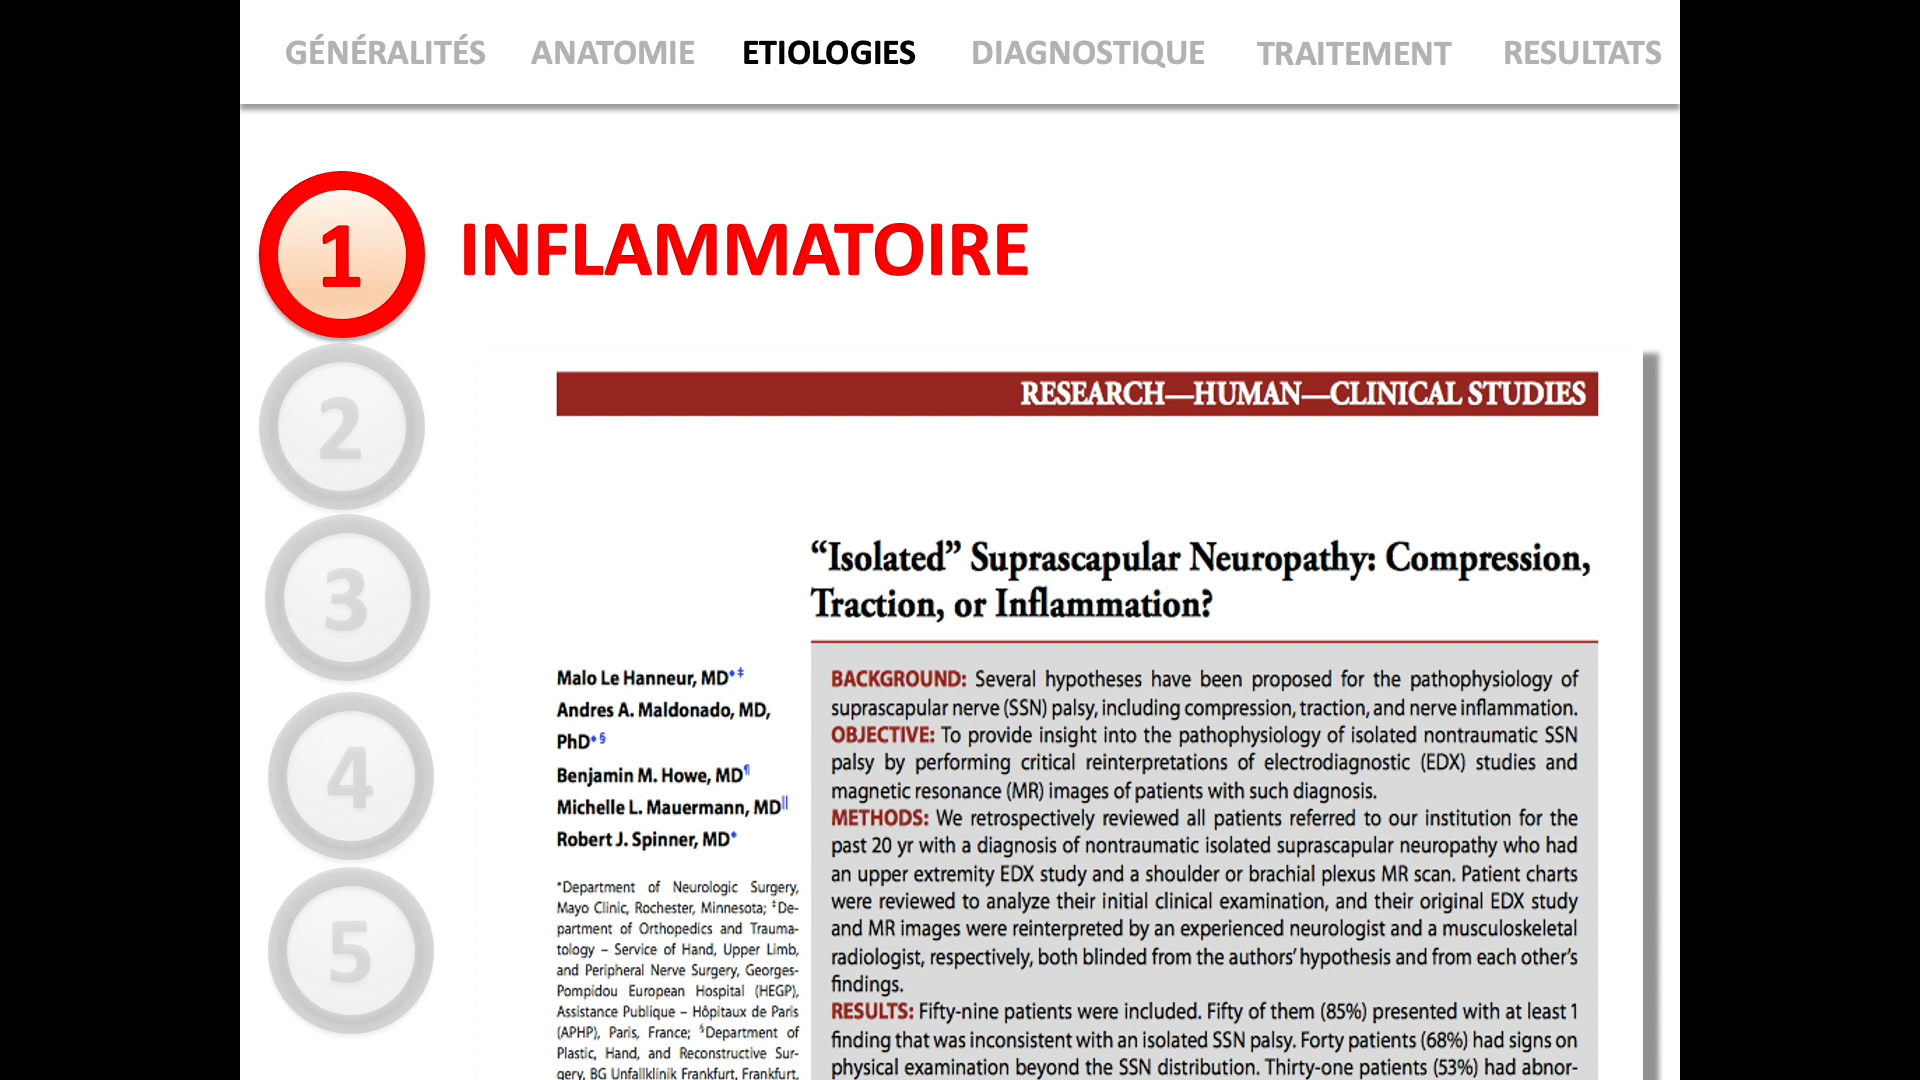 GÉNÉRALITÉS ANATOMIE ETIOLOGIES DIAGNOSTIQUE TRAITEMENT RESULTATS
1 INFLAMMATOIRE
2
3
4
5
RESEARCH—HUMAN—CLINICAL STUDIES
“Isolated” Suprascapular Neuropathy: Compression,
Traction, or Inflammation?
Malo Le Hanneur, MD*‡
Andres A. Maldonado, MD,
PhD*§
Benjamin M. Howe, MD¶
Michelle L. Mauermann, MD||
Robert J. Spinner, MD*
*Department of Neurologic Surgery,
Mayo Clinic, Rochester, Minnesota; ‡De-
partment of Orthopedics and Trauma-
tology – Service of Hand, Upper Limb,
and Peripheral Nerve Surgery, Georges-
Pompidou European Hospital (HEGP),
Assistance Publique – Hôpitaux de Paris
(APHP), Paris, France; §Department of
Plastic, Hand, and Reconstructive Sur-
gery, BG Unfallklinik Frankfurt, Frankfurt,
BACKGROUND: Several hypotheses have been proposed for the pathophysiology of
suprascapular nerve (SSN) palsy, including compression, traction, and nerve inflammation.
OBJECTIVE: To provide insight into the pathophysiology of isolated nontraumatic SSN
palsy by performing critical reinterpretations of electrodiagnostic (EDX) studies and
magnetic resonance (MR) images of patients with such diagnosis.
METHODS: We retrospectively reviewed all patients referred to our institution for the
past 20 yr with a diagnosis of nontraumatic isolated suprascapular neuropathy who had
an upper extremity EDX study and a shoulder or brachial plexus MR scan. Patient charts
were reviewed to analyze their initial clinical examination, and their original EDX study
and MR images were reinterpreted by an experienced neurologist and a musculoskeletal
radiologist, respectively, both blinded from the authors’ hypothesis and from each other’s
findings.
RESULTS: Fifty-nine patients were included. Fifty of them (85%) presented with at least 1
finding that was inconsistent with an isolated SSN palsy. Forty patients (68%) had signs on
physical examination beyond the SSN distribution. Thirty-one patients (53%) had abnor-